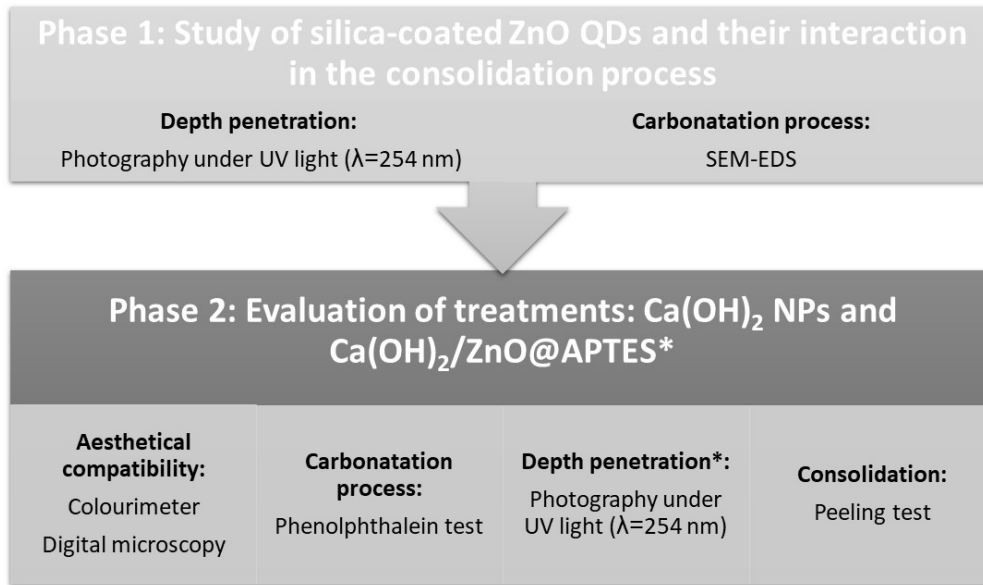 Phase 1: Study of silica-coated ZnO QDs and their interaction
in the consolidation process
Depth penetration:
Photography under UV light (λ=254 nm)
Carbonatation process:
SEM-EDS
Phase 2: Evaluation of treatments: Ca(OH)₂ NPs and
Ca(OH)₂/ZnO@APTES*
Aesthetical
compatibility:
Colourimeter
Digital microscopy
Carbonatation
process:
Phenolphthalein test
Depth penetration*:
Photography under
UV light (λ=254 nm)
Consolidation:
Peeling test